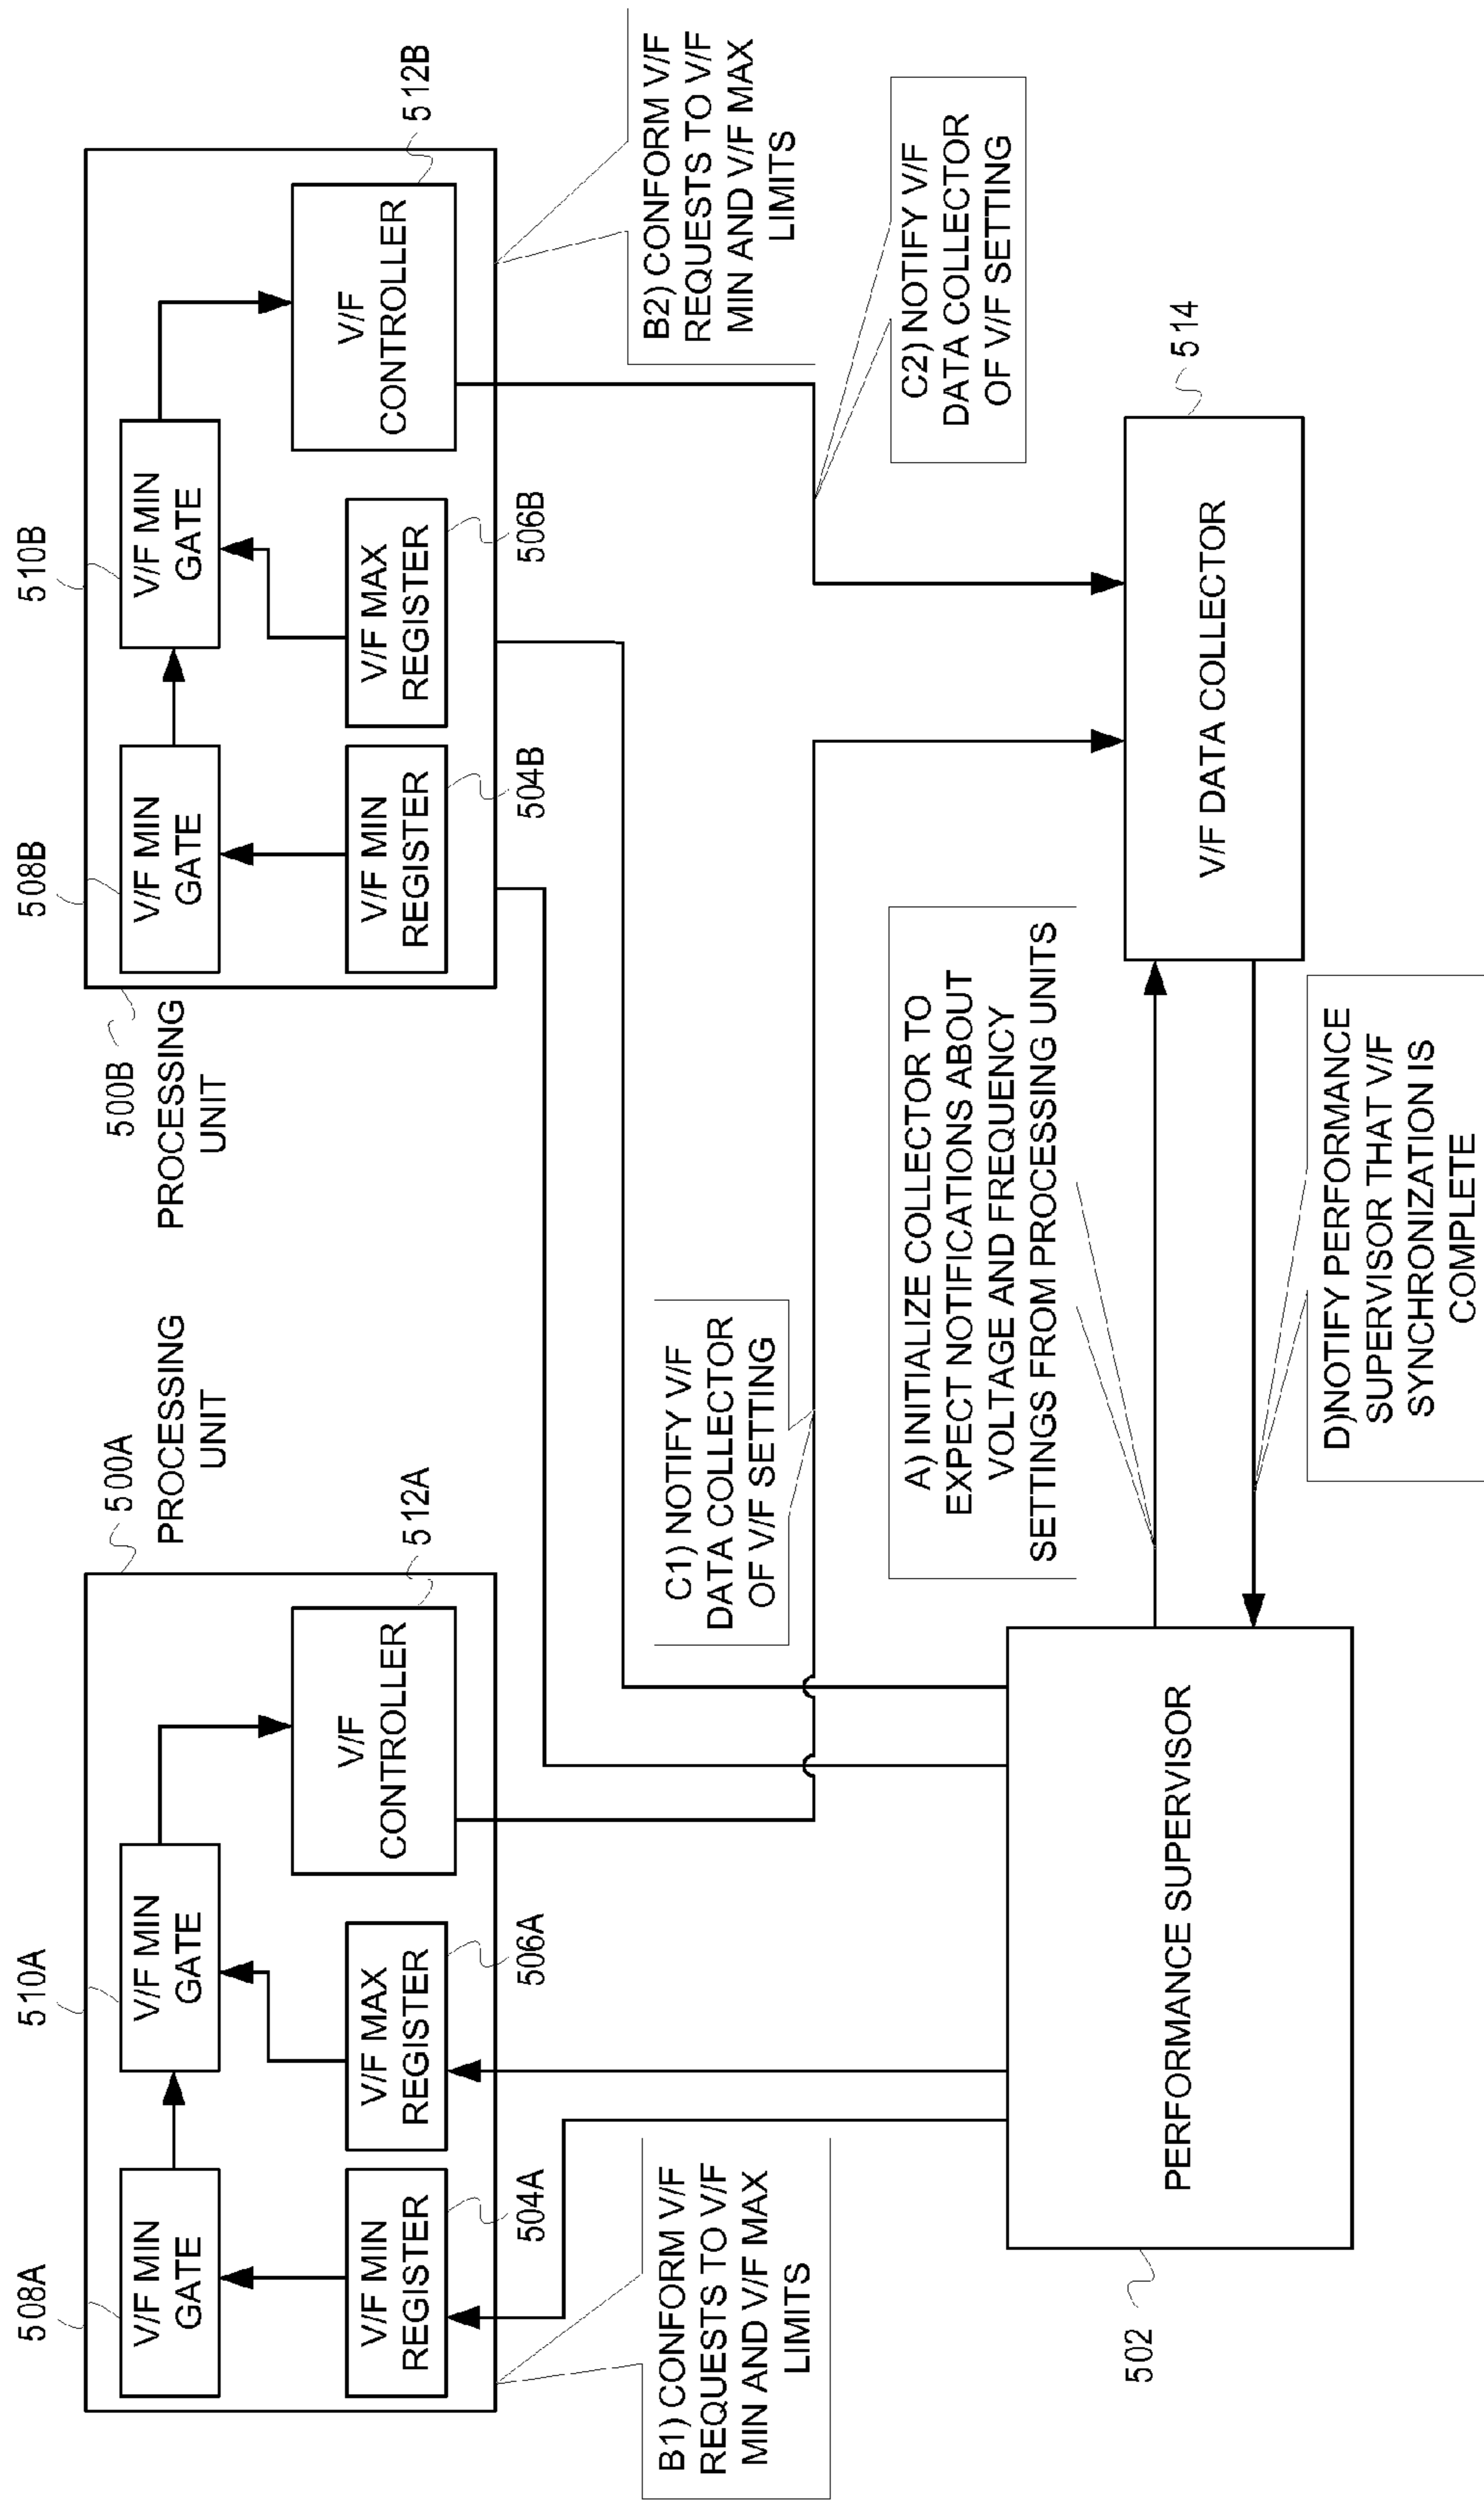 508A
510A
V/F MIN
GATE
V/F MIN
GATE
V/F MIN
REGISTER
V/F MAX
REGISTER
V/F
CONTROLLER
504A
506A
512A
500A
PROCESSING
UNIT
508B
510B
V/F MIN
GATE
V/F MIN
GATE
V/F MIN
REGISTER
V/F MAX
REGISTER
V/F
CONTROLLER
504B
506B
512B
500B
PROCESSING
UNIT
B1) CONFORM V/F
REQUESTS TO V/F
MIN AND V/F MAX
LIMITS
C1) NOTIFY V/F
DATA COLLECTOR
OF V/F SETTING
B2) CONFORM V/F
REQUESTS TO V/F
MIN AND V/F MAX
LIMITS
C2) NOTIFY V/F
DATA COLLECTOR
OF V/F SETTING
A) INITIALIZE COLLECTOR TO
EXPECT NOTIFICATIONS ABOUT
VOLTAGE AND FREQUENCY
SETTINGS FROM PROCESSING UNITS
502
PERFORMANCE SUPERVISOR
V/F DATA COLLECTOR
514
D)NOTIFY PERFORMANCE
SUPERVISOR THAT V/F
SYNCHRONIZATION IS
COMPLETE